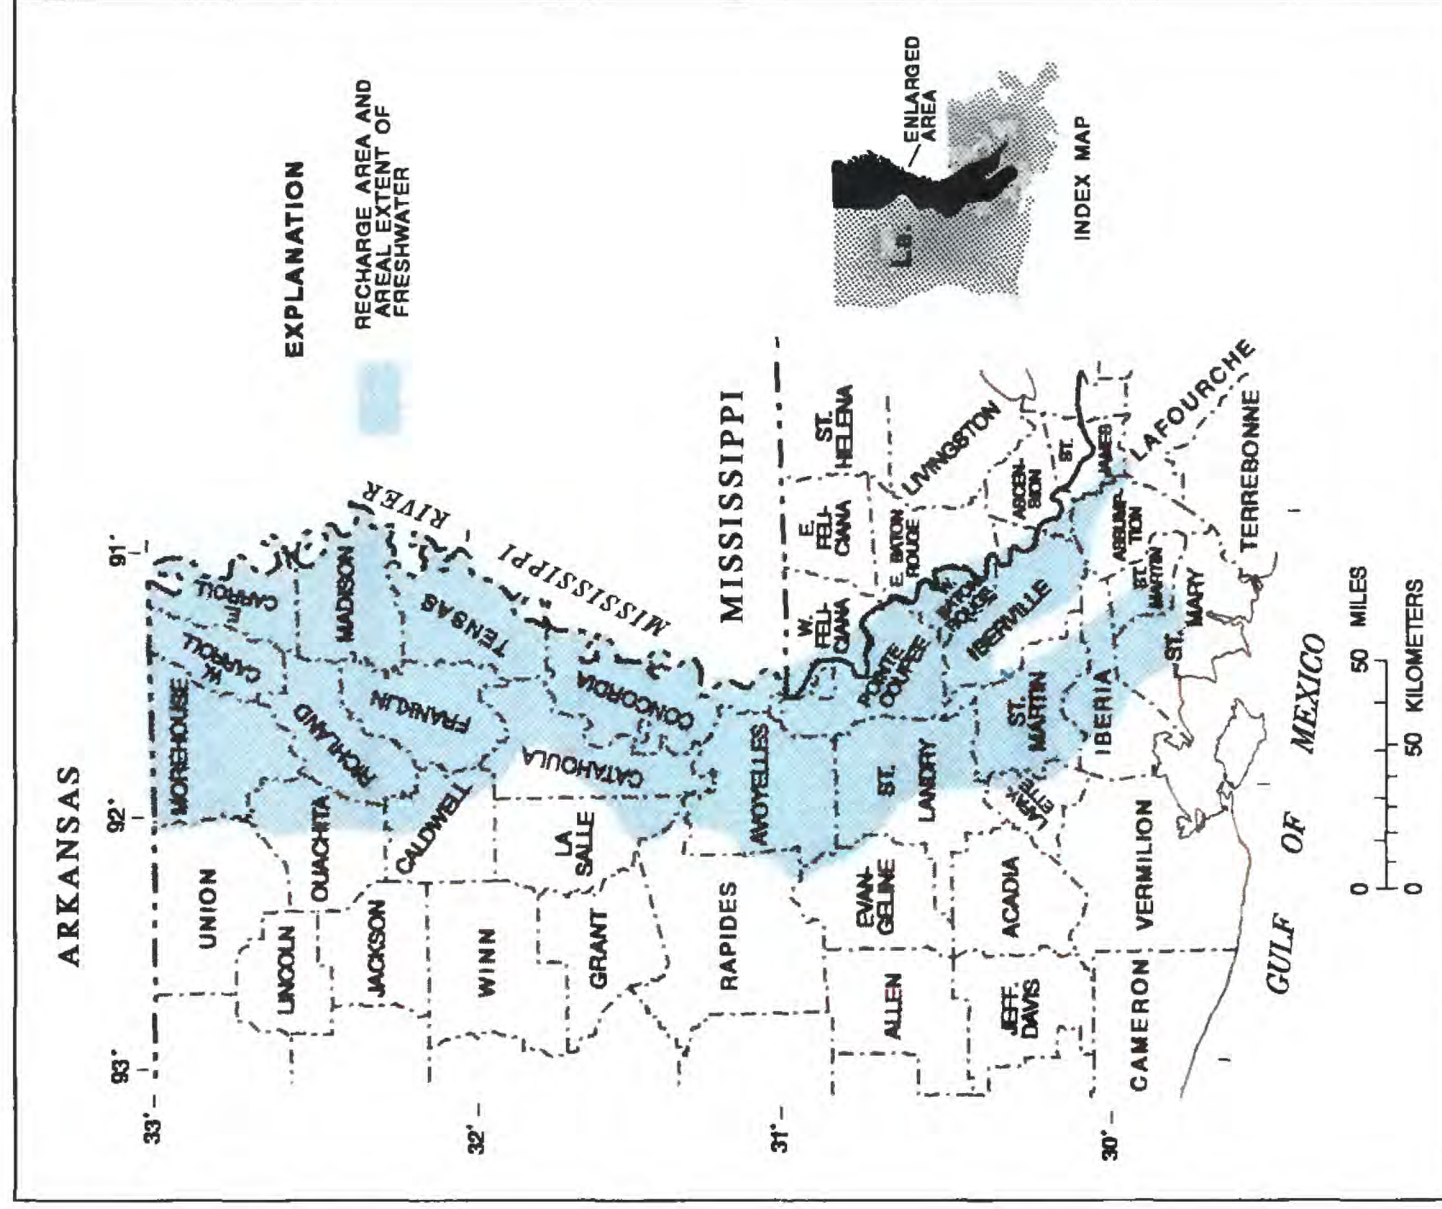 ARKANSAS
93°
92°
91°
33°
32°
31°
30°
UNION
MOREHOUSE
W.
CARROLL
E.
CARROLL
LINCOLN
OUACHITA
RICHLAND
MADISON
JACKSON
CALDWELL
FRANKLIN
TENSAS
WINN
LA
SALLE
CATAHOULA
CONCORDIA
GRANT
RAPIDES
AVOYELLES
MISSISSIPPI
RIVER
MISSISSIPPI
W.
FELI-
CIANA
E.
FELI-
CIANA
ST.
HELENA
ALLEN
EVAN-
GELINE
ST.
LANDRY
POINTE
COUPEE
W.
BATON
ROUGE
E. BATON
ROUGE
LIVINGSTON
JEFF.
DAVIS
ACADIA
LAFAY-
ETTE
ST.
MARTIN
IBERVILLE
ASCEN-
SION
ST.
JAMES
CAMERON
VERMILION
IBERIA
ST.
MARTIN
ASSUMP-
TION
LAFOURCHE
ST.
MARY
TERREBONNE
GULF OF MEXICO
0 50 MILES
0 50 KILOMETERS
EXPLANATION
RECHARGE AREA AND
AREAL EXTENT OF
FRESHWATER
ENLARGED
AREA
INDEX MAP